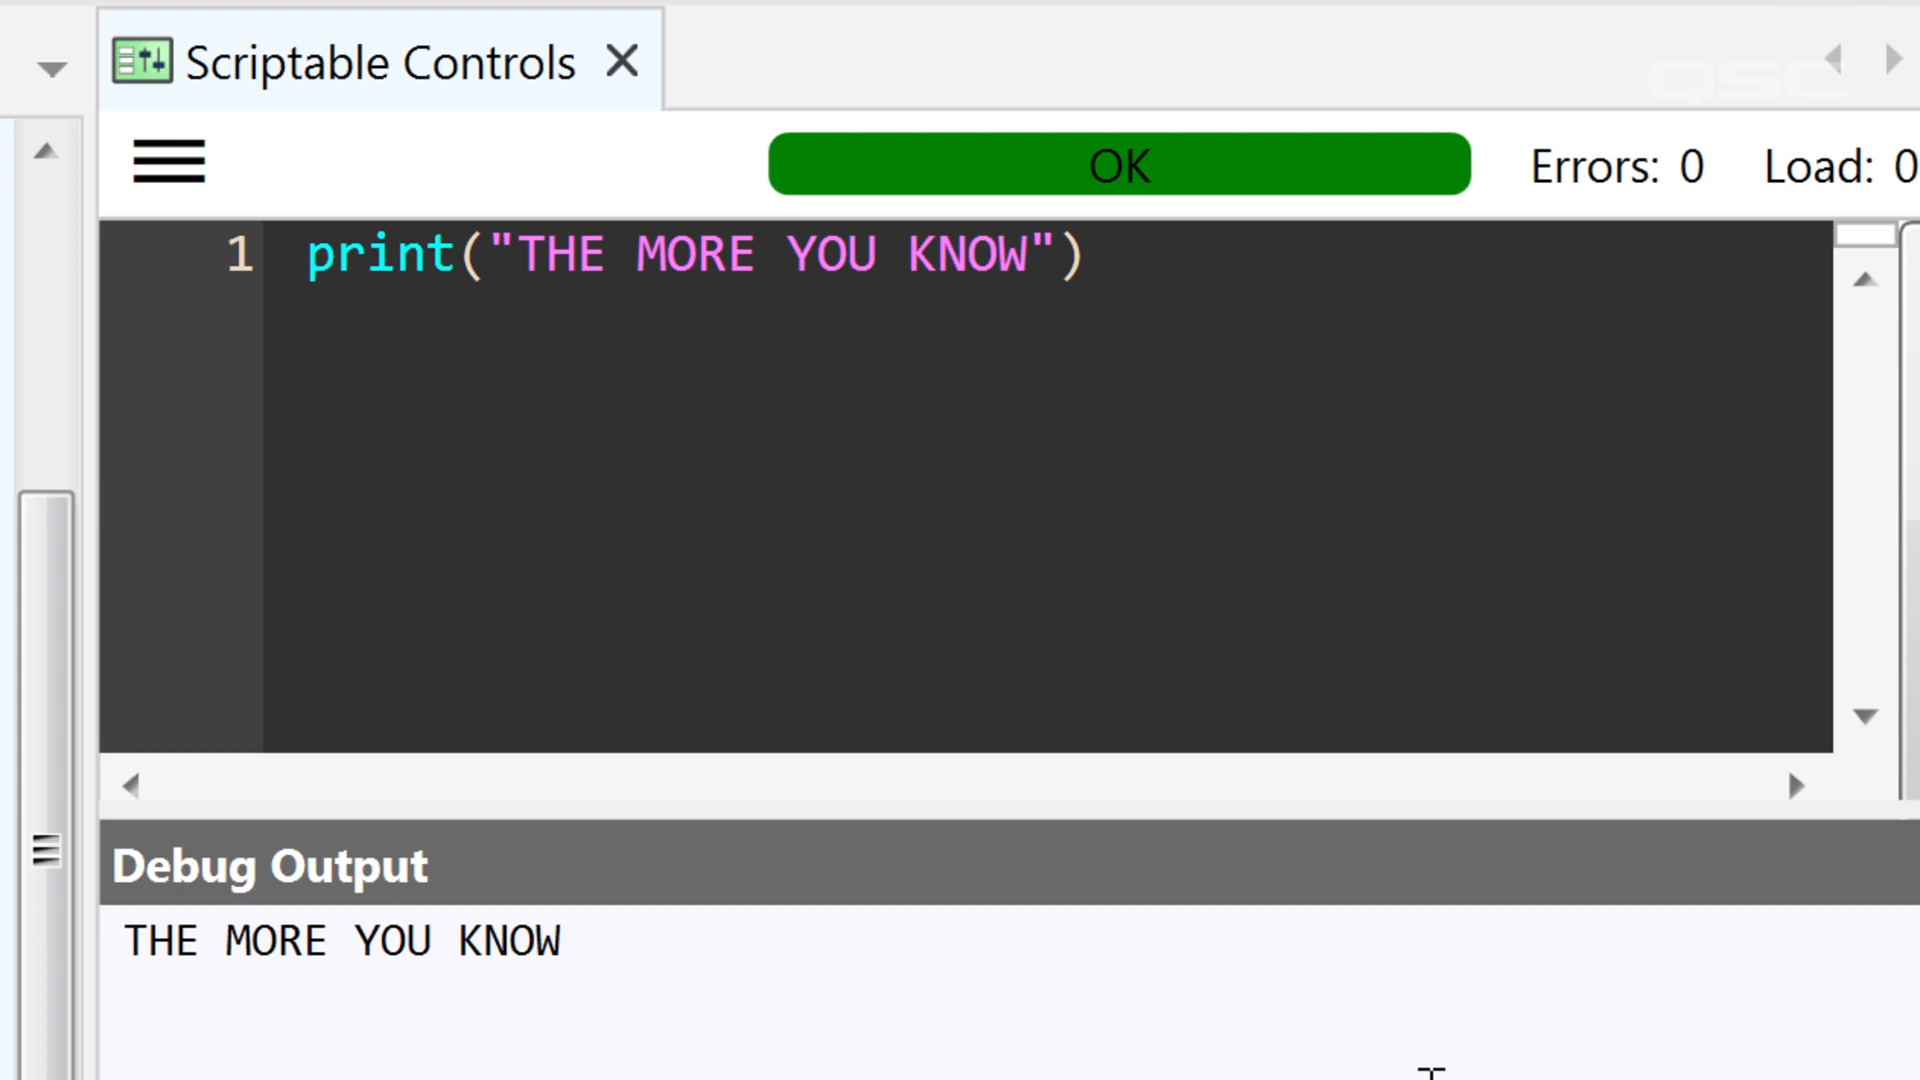 Scriptable Controls
QSC
OK Errors: 0 Load: 0
1 print("THE MORE YOU KNOW")
Debug Output
THE MORE YOU KNOW